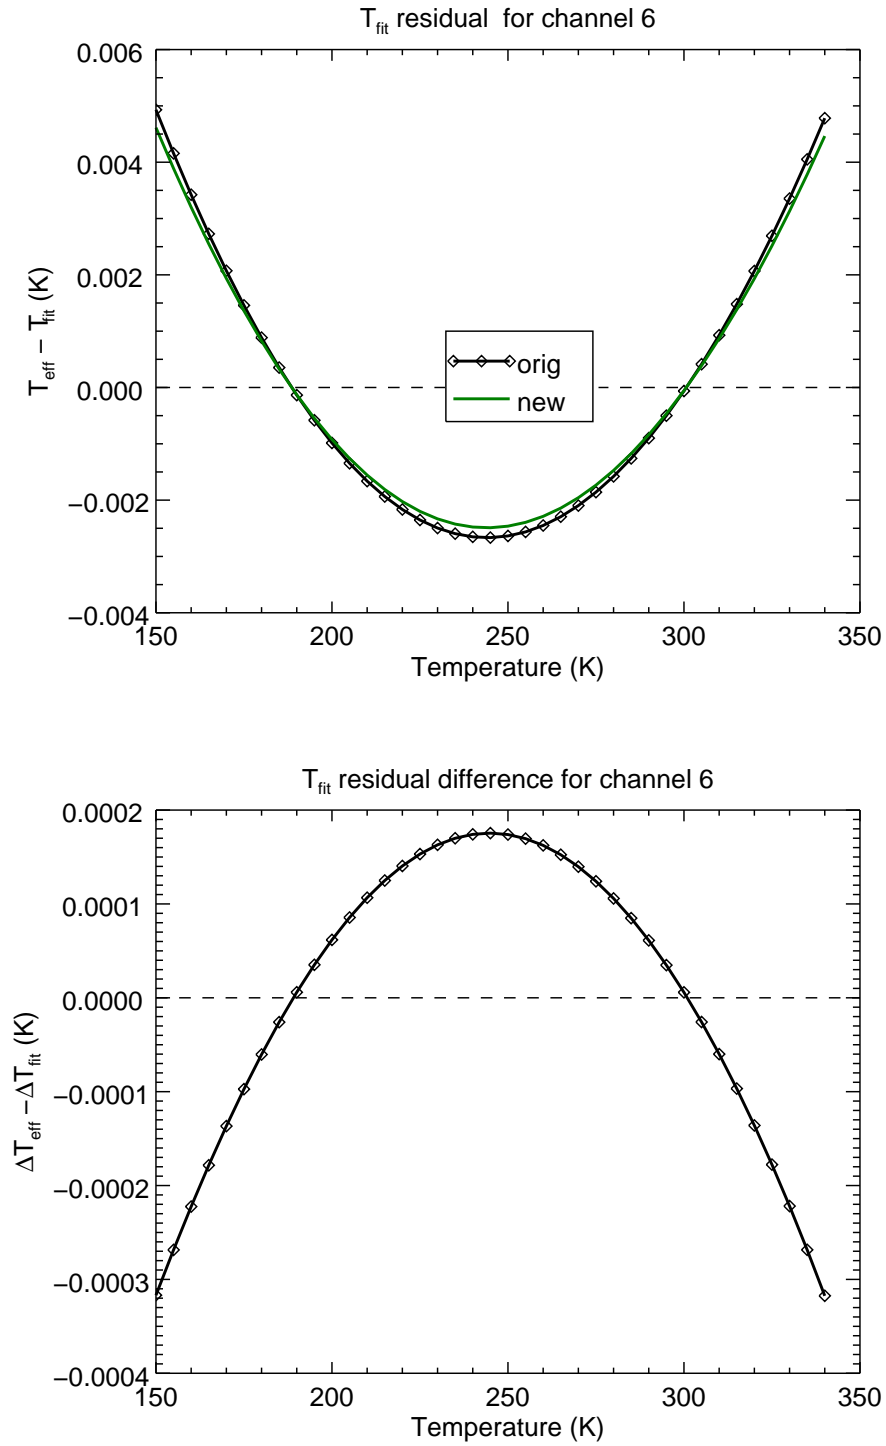 T_fit residual for channel 6
0.006
0.004
0.002
0.000
−0.002
−0.004
T_eff − T_fit (K)
orig
new
150 200 250 300 350
Temperature (K)
T_fit residual difference for channel 6
0.0002
0.0001
0.0000
−0.0001
−0.0002
−0.0003
−0.0004
ΔT_eff − ΔT_fit (K)
150 200 250 300 350
Temperature (K)